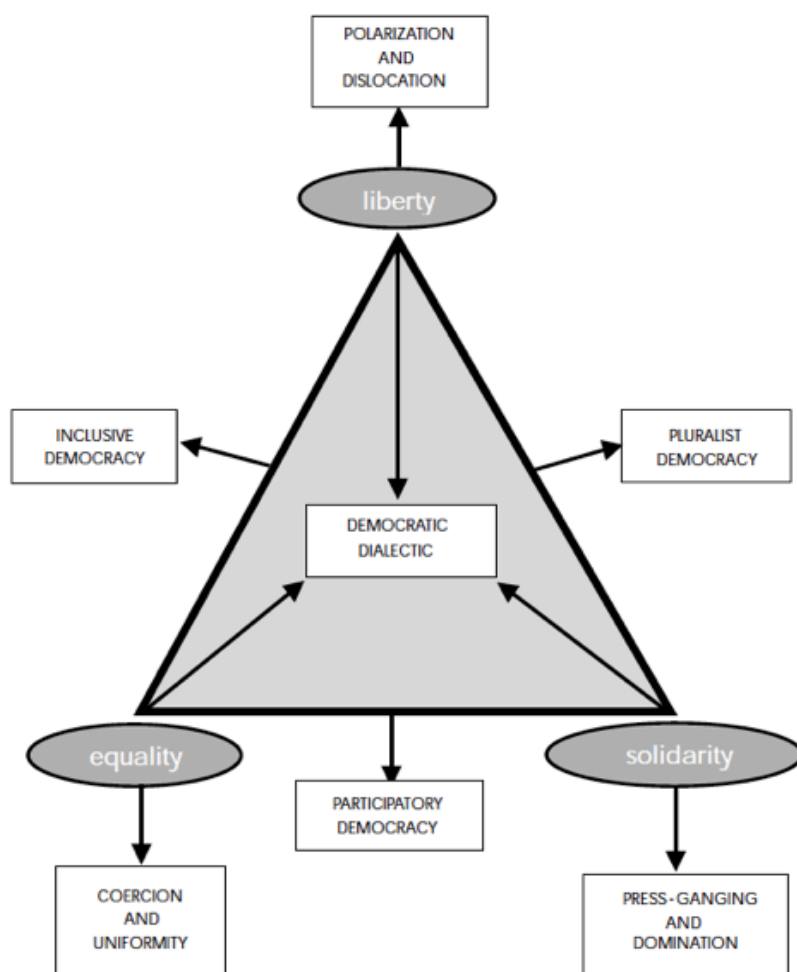 POLARIZATION
AND
DISLOCATION
liberty
INCLUSIVE
DEMOCRACY
PLURALIST
DEMOCRACY
DEMOCRATIC
DIALECTIC
equality
solidarity
PARTICIPATORY
DEMOCRACY
COERCION
AND
UNIFORMITY
PRESS-GANGING
AND
DOMINATION